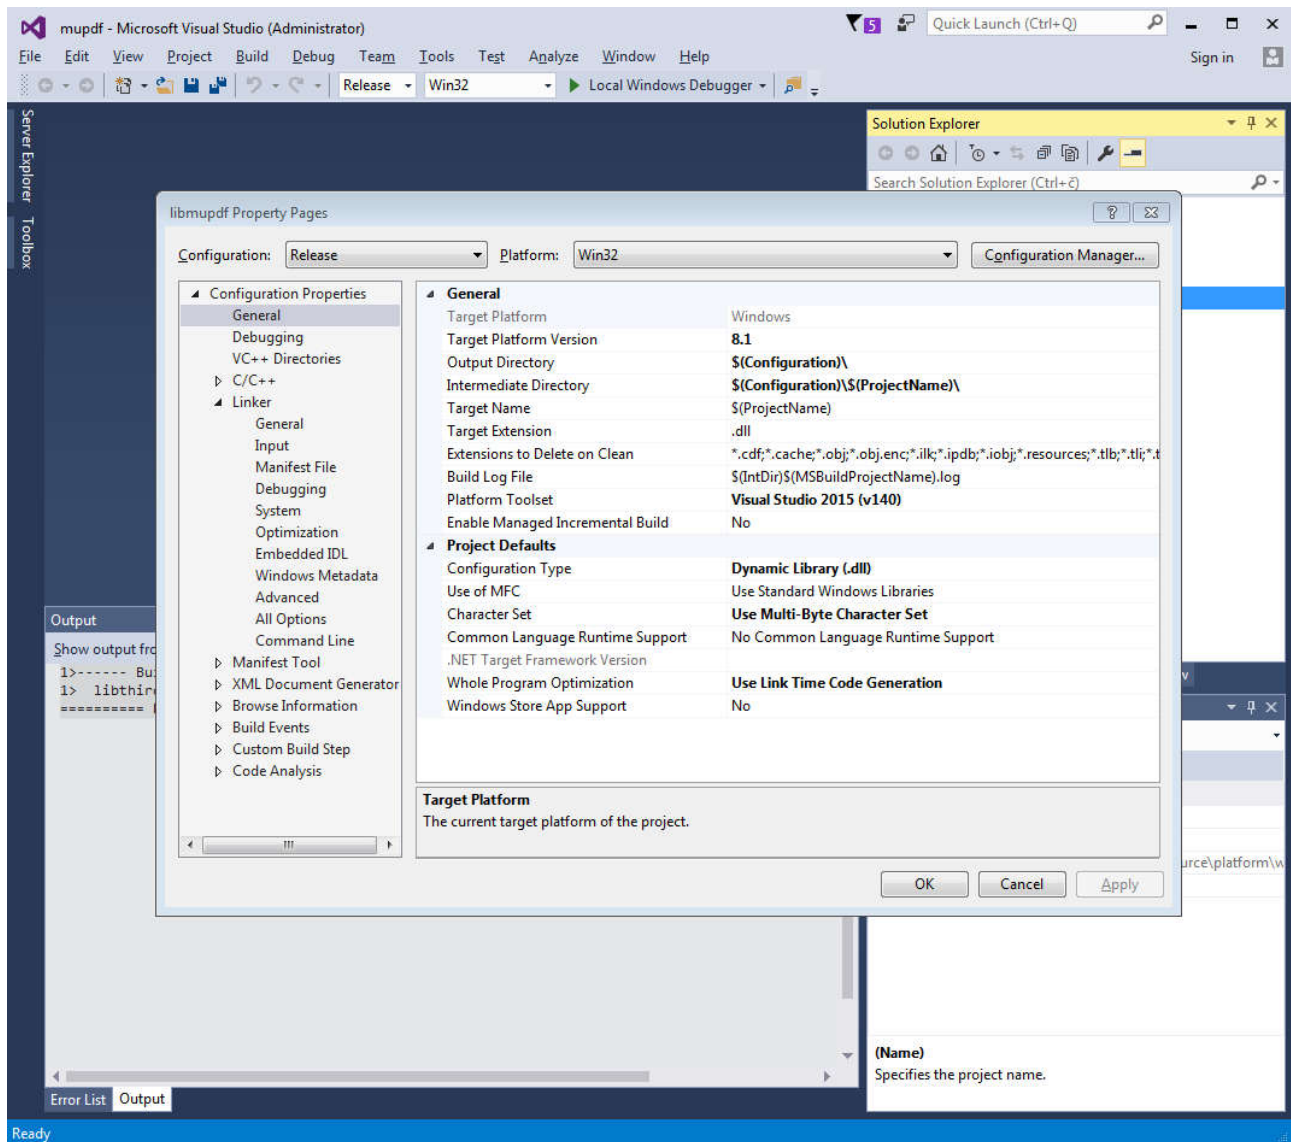 mupdf - Microsoft Visual Studio (Administrator)
5
Quick Launch (Ctrl+Q)
File Edit View Project Build Debug Team Tools Test Analyze Window Help
Sign in
Release Win32 Local Windows Debugger
Server Explorer
Toolbox
Solution Explorer
Search Solution Explorer (Ctrl+č)
libmupdf Property Pages
Configuration: Release Platform: Win32 Configuration Manager...
Configuration Properties
General
Debugging
VC++ Directories
C/C++
Linker
General
Input
Manifest File
Debugging
System
Optimization
Embedded IDL
Windows Metadata
Advanced
All Options
Command Line
Manifest Tool
XML Document Generator
Browse Information
Build Events
Custom Build Step
Code Analysis
General
Target Platform Windows
Target Platform Version 8.1
Output Directory $(Configuration)\
Intermediate Directory $(Configuration)\$(ProjectName)\
Target Name $(ProjectName)
Target Extension .dll
Extensions to Delete on Clean *.cdf;*.cache;*.obj;*.obj.enc;*.ilk;*.ipdb;*.iobj;*.resources;*.tlb;*.tli;*.t
Build Log File $(IntDir)$(MSBuildProjectName).log
Platform Toolset Visual Studio 2015 (v140)
Enable Managed Incremental Build No
Project Defaults
Configuration Type Dynamic Library (.dll)
Use of MFC Use Standard Windows Libraries
Character Set Use Multi-Byte Character Set
Common Language Runtime Support No Common Language Runtime Support
.NET Target Framework Version
Whole Program Optimization Use Link Time Code Generation
Windows Store App Support No
Target Platform
The current target platform of the project.
OK Cancel Apply
Output
Show output fro
1>------ Bu
1> libthir
==========
urce\platform\w
(Name)
Specifies the project name.
Error List Output
Ready